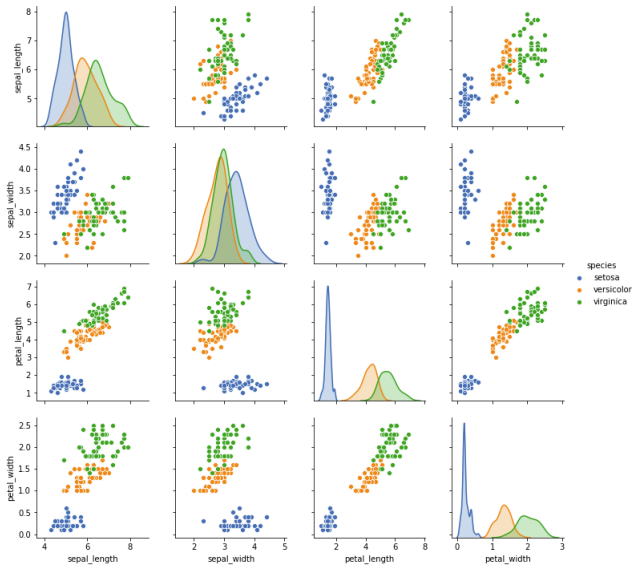 sepal_length
8
7
6
5
sepal_width
4.5
4.0
3.5
3.0
2.5
2.0
petal_length
7
6
5
4
3
2
1
petal_width
2.5
2.0
1.5
1.0
0.5
0.0
4 6 8
sepal_length
2 3 4 5
sepal_width
2 4 6 8
petal_length
0 1 2 3
petal_width
species
setosa
versicolor
virginica